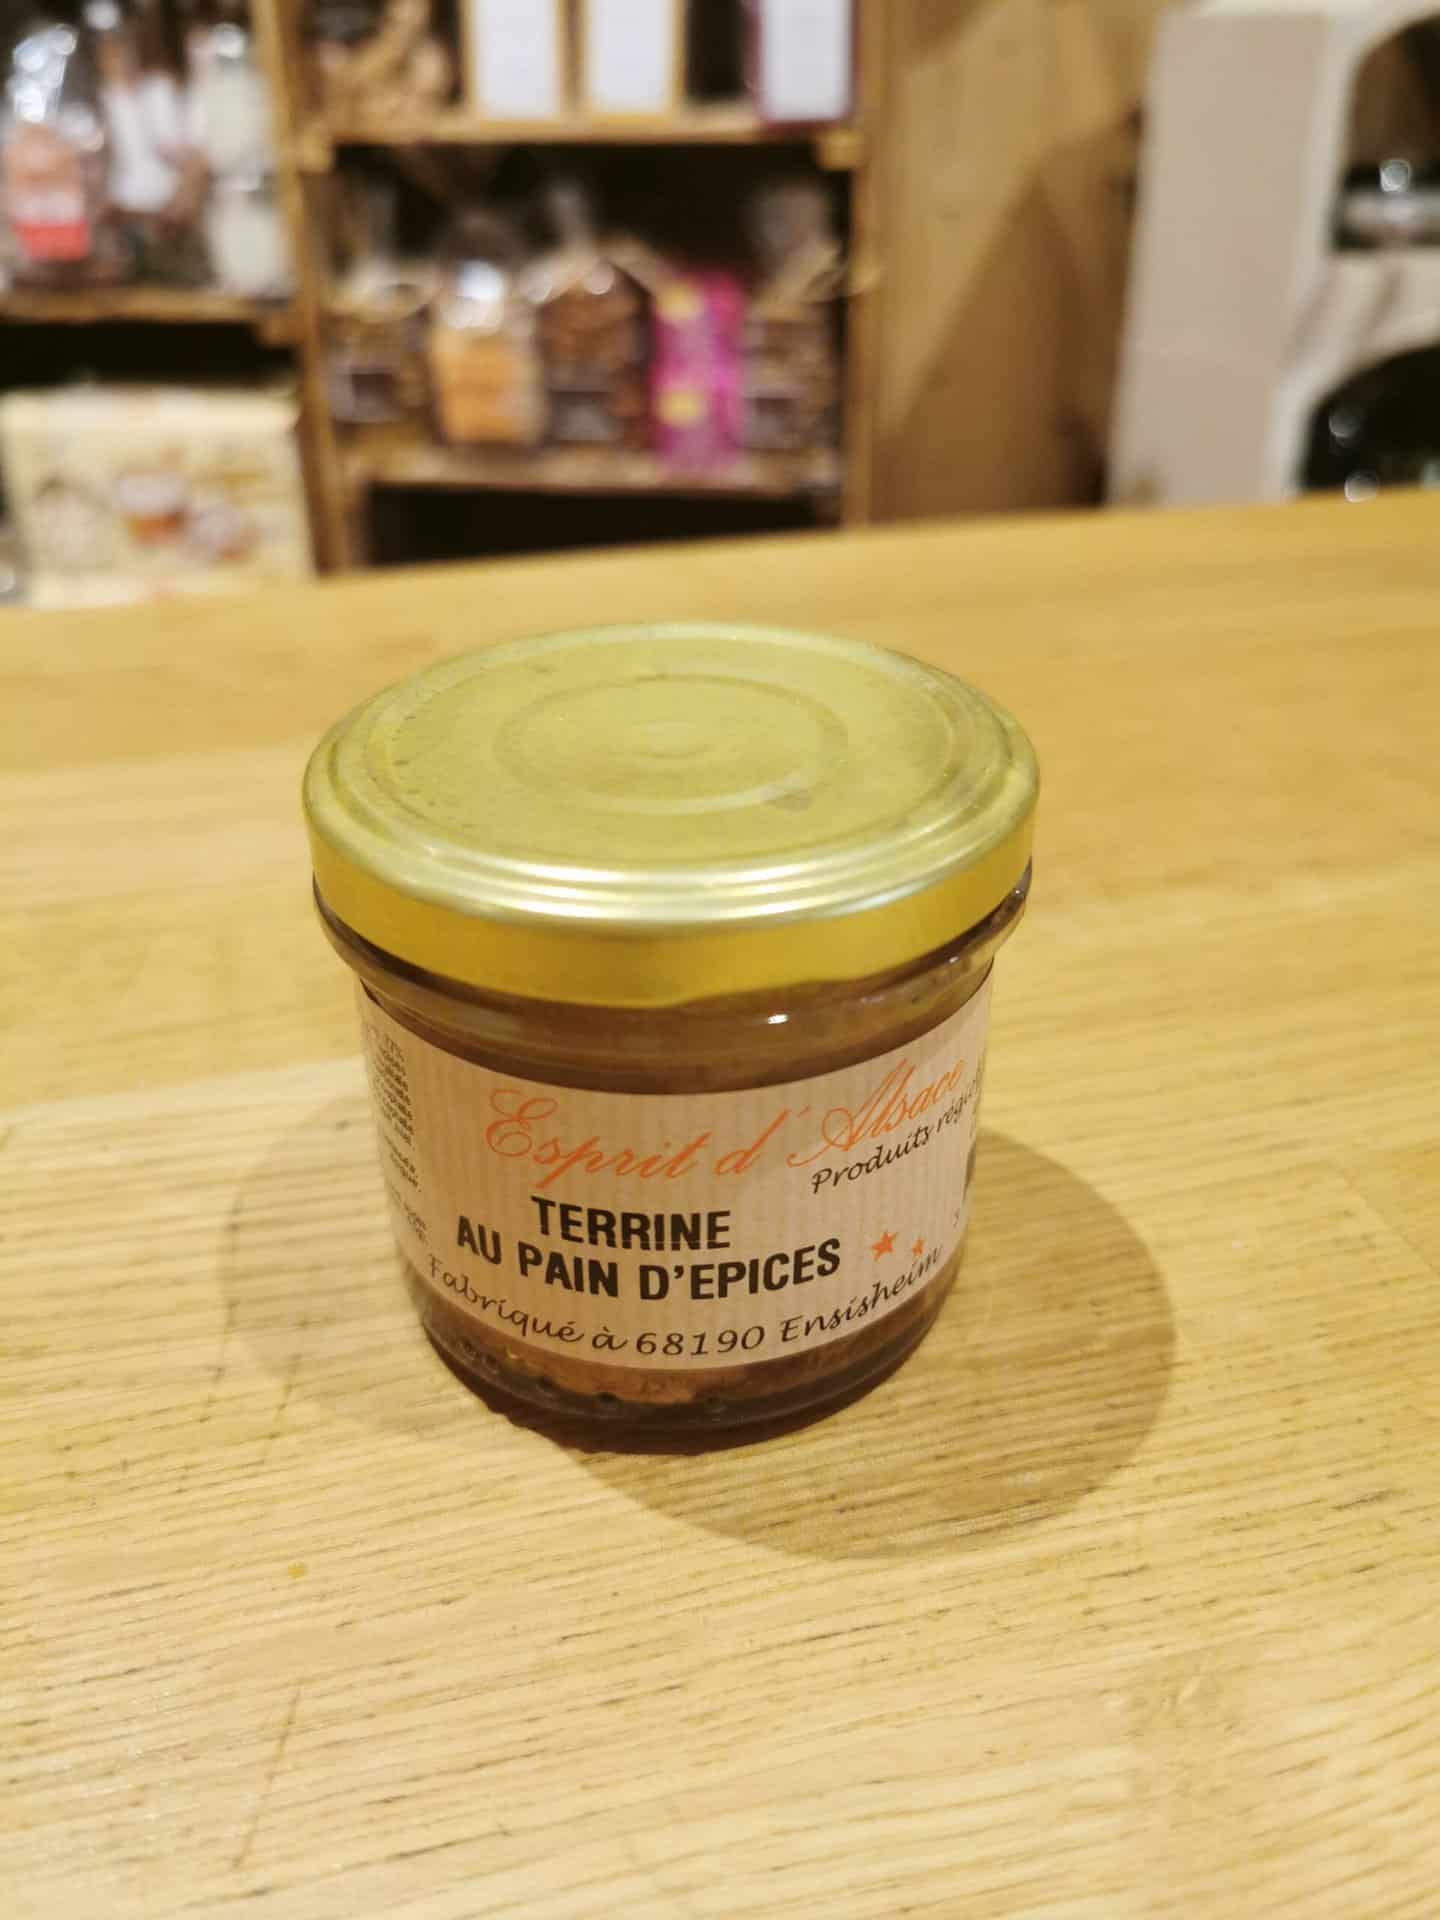 Esprit d'Alsace
Produits
TERRINE
AU PAIN D'EPICES
Fabriqué à 68190 Ensisheim